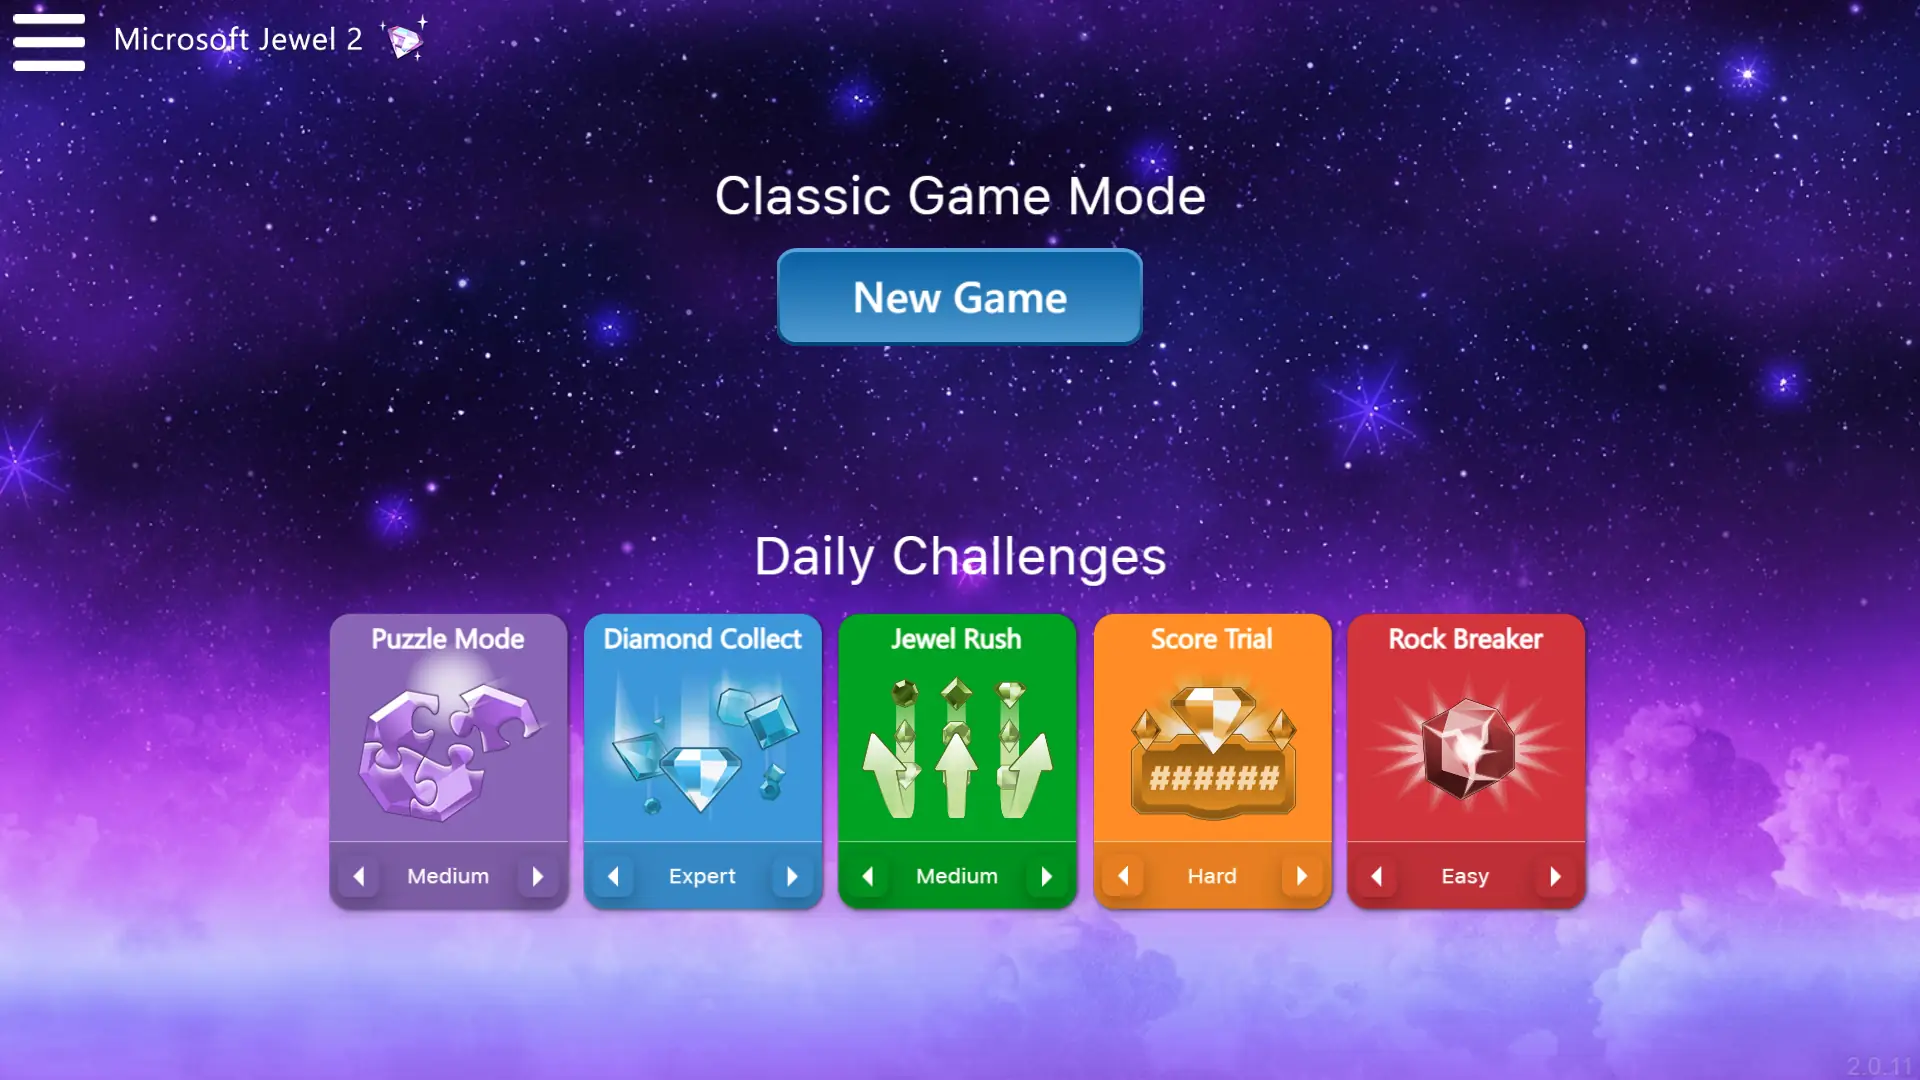 Microsoft Jewel 2
Classic Game Mode
New Game
Daily Challenges
Puzzle Mode
Diamond Collect
Jewel Rush
Score Trial
Rock Breaker
######
Medium
Expert
Medium
Hard
Easy
2.0.11